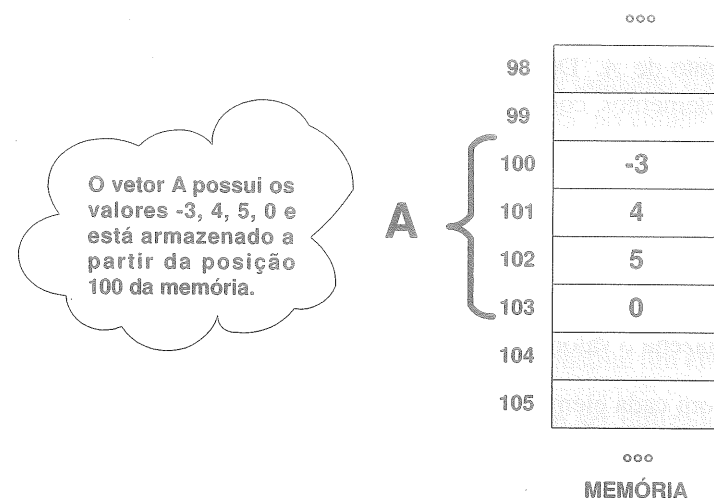 ooo
98
99
O vetor A possui os
valores -3, 4, 5, 0 e
está armazenado a
partir da posição
100 da memória.
A
100 -3
101 4
102 5
103 0
104
105
ooo
MEMÓRIA